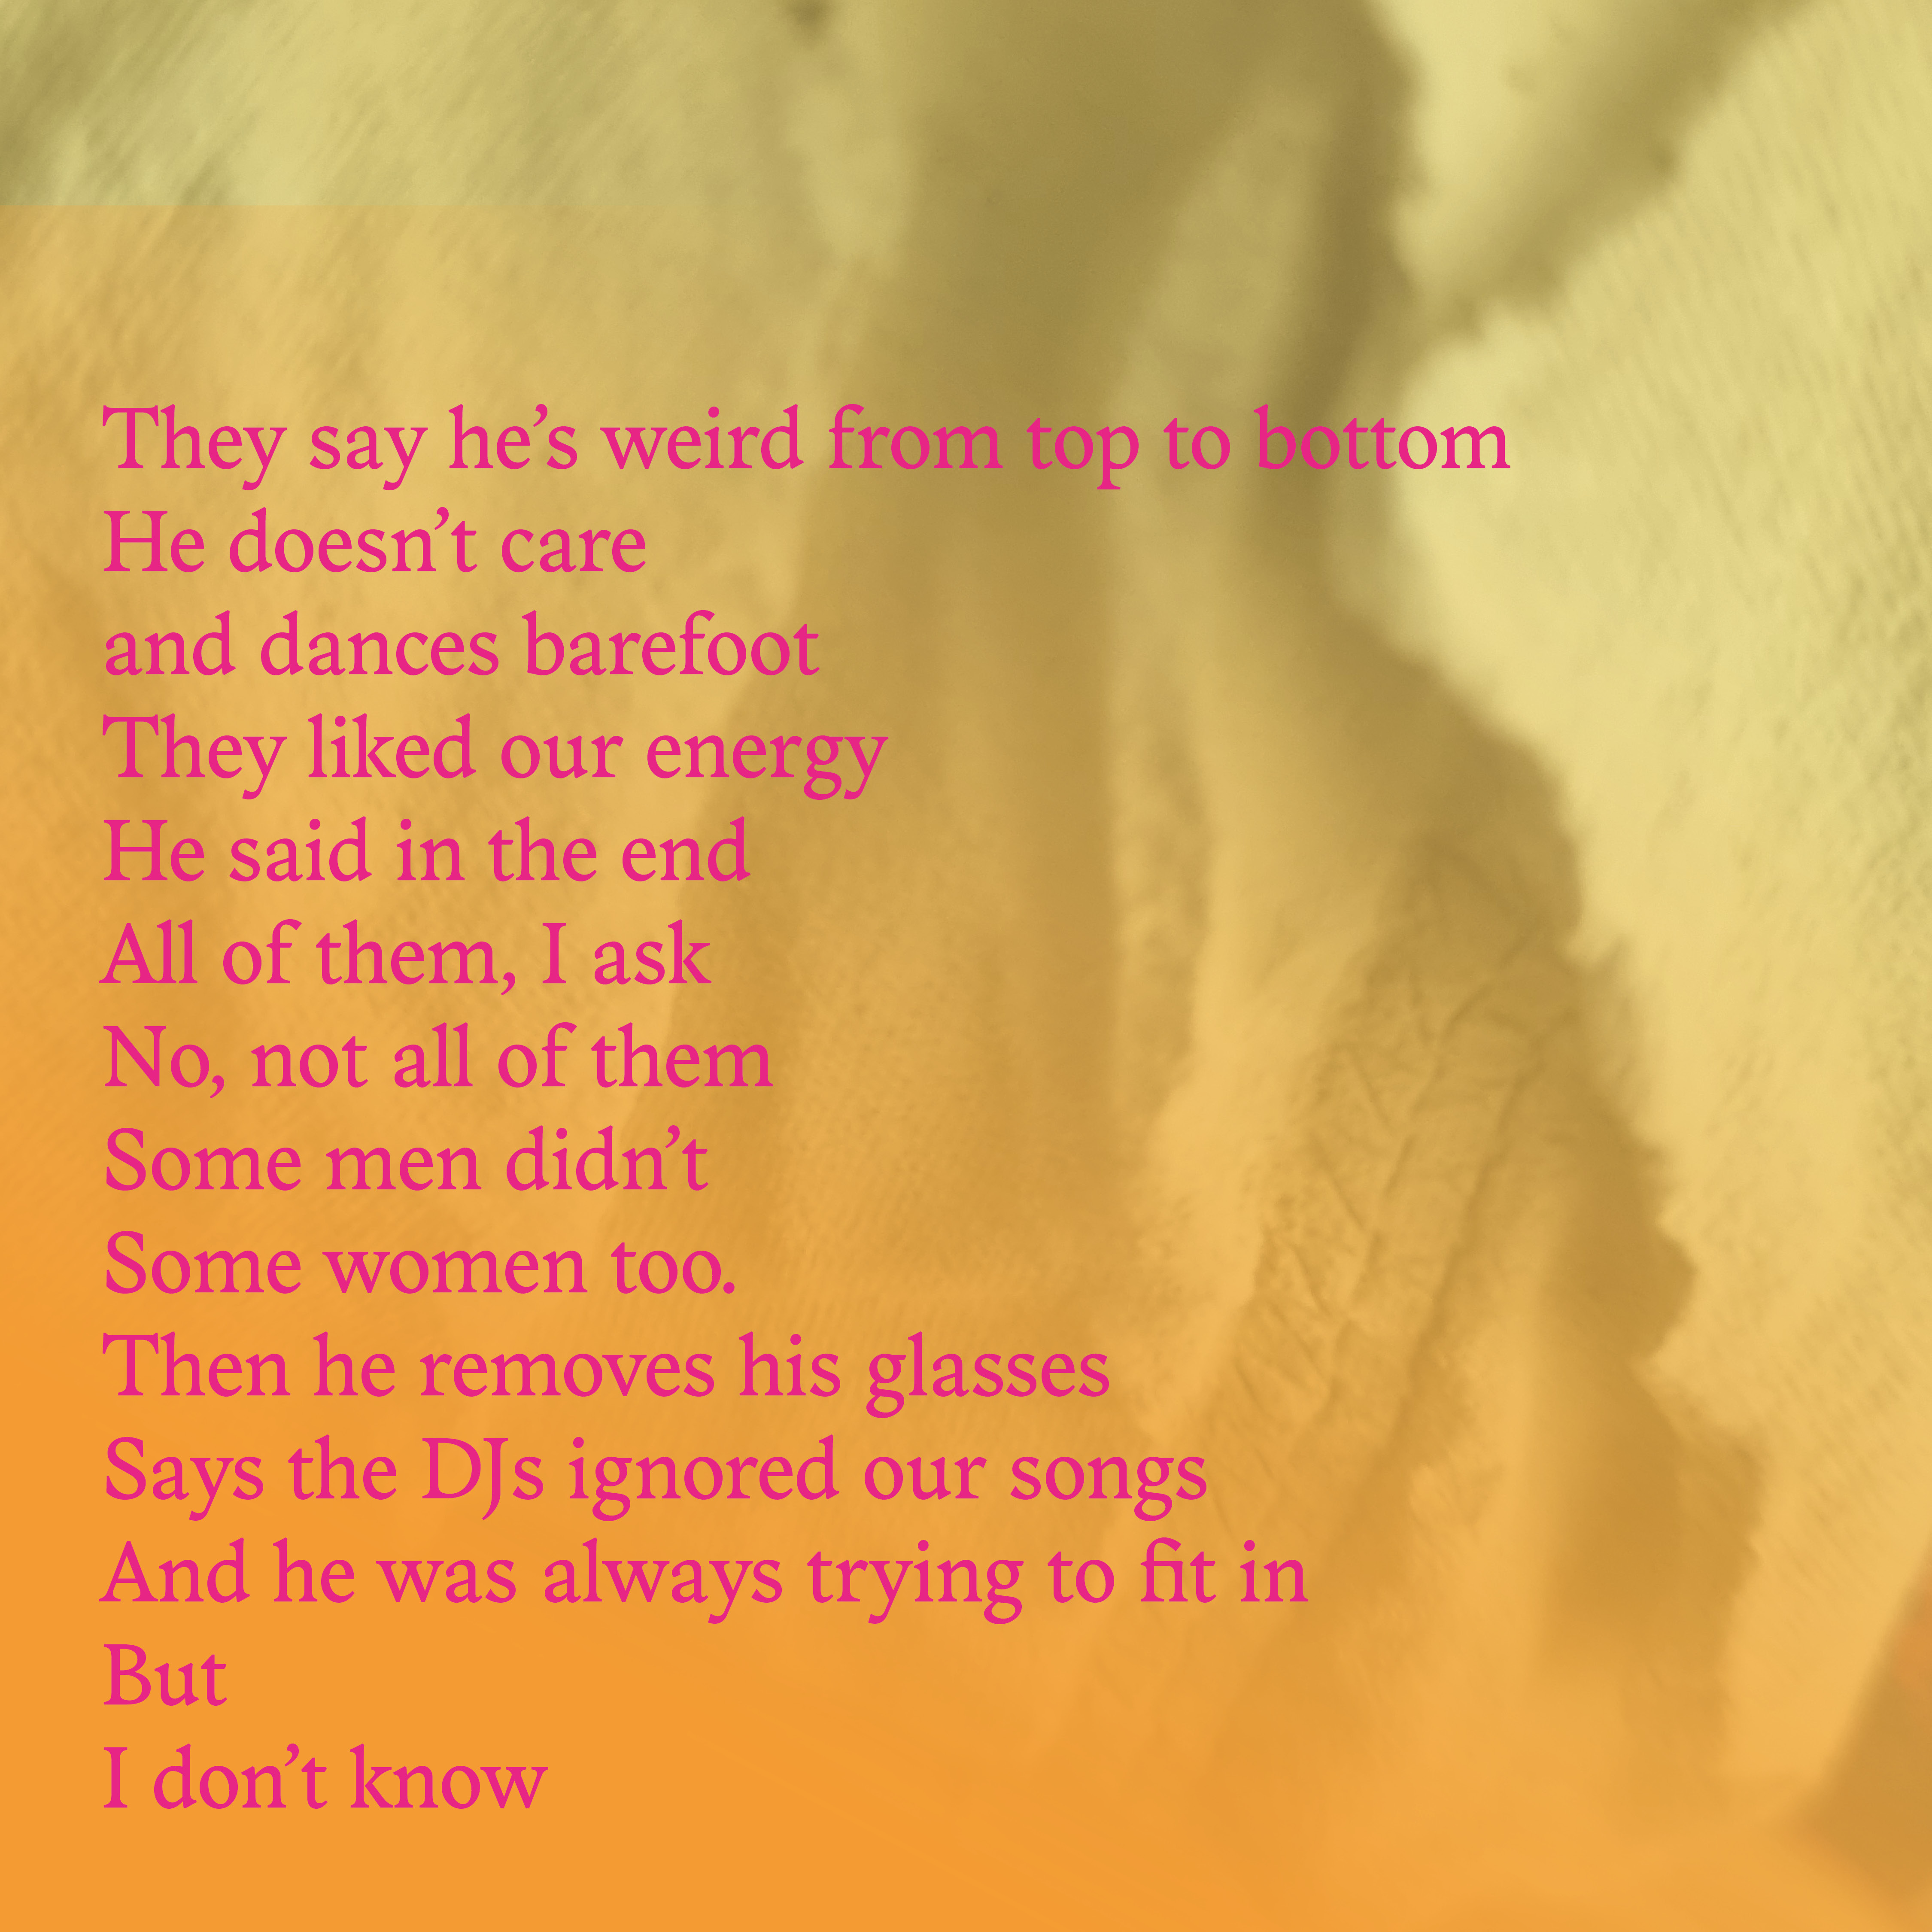 They say he’s weird from top to bottom
He doesn’t care
and dances barefoot
They liked our energy
He said in the end
All of them, I ask
No, not all of them
Some men didn’t
Some women too.
Then he removes his glasses
Says the DJs ignored our songs
And he was always trying to fit in
But
I don’t know